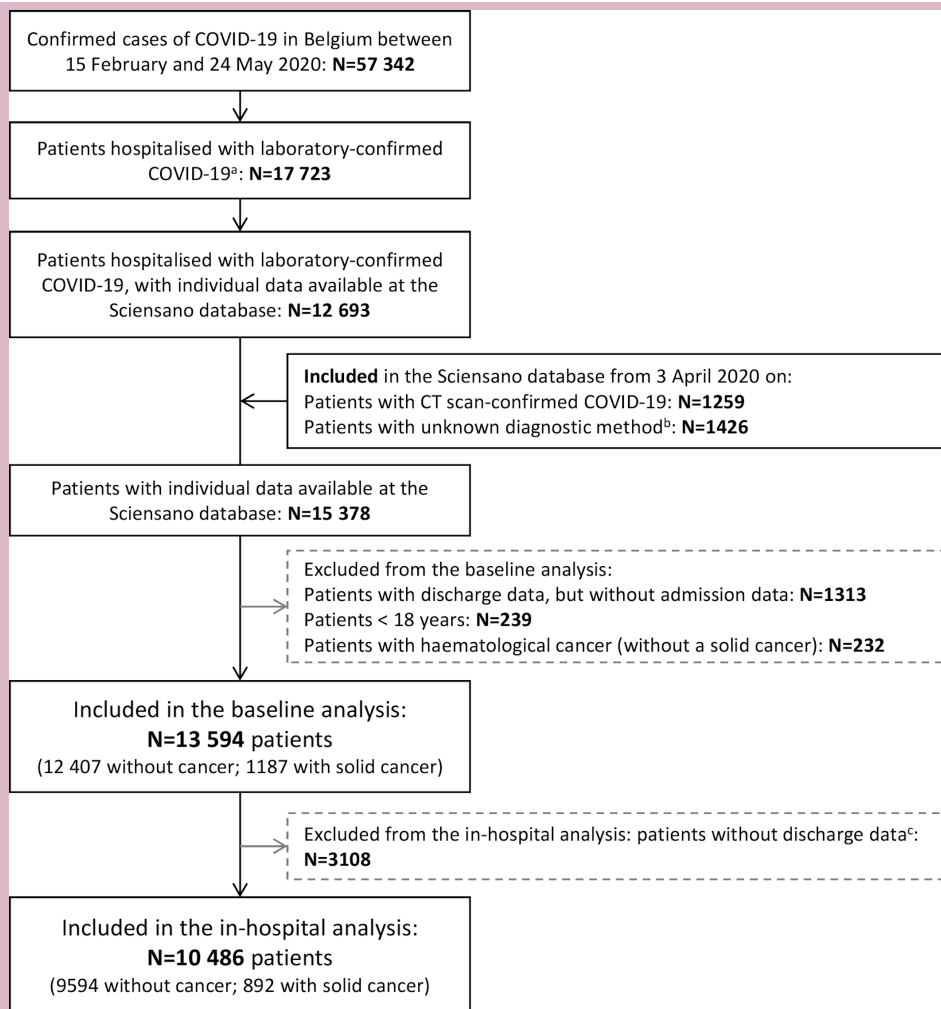 Confirmed cases of COVID-19 in Belgium between
15 February and 24 May 2020: N=57 342
Patients hospitalised with laboratory-confirmed
COVID-19ᵃ: N=17 723
Patients hospitalised with laboratory-confirmed
COVID-19, with individual data available at the
Sciensano database: N=12 693
Included in the Sciensano database from 3 April 2020 on:
Patients with CT scan-confirmed COVID-19: N=1259
Patients with unknown diagnostic methodᵇ: N=1426
Patients with individual data available at the
Sciensano database: N=15 378
Excluded from the baseline analysis:
Patients with discharge data, but without admission data: N=1313
Patients < 18 years: N=239
Patients with haematological cancer (without a solid cancer): N=232
Included in the baseline analysis:
N=13 594 patients
(12 407 without cancer; 1187 with solid cancer)
Excluded from the in-hospital analysis: patients without discharge dataᶜ:
N=3108
Included in the in-hospital analysis:
N=10 486 patients
(9594 without cancer; 892 with solid cancer)